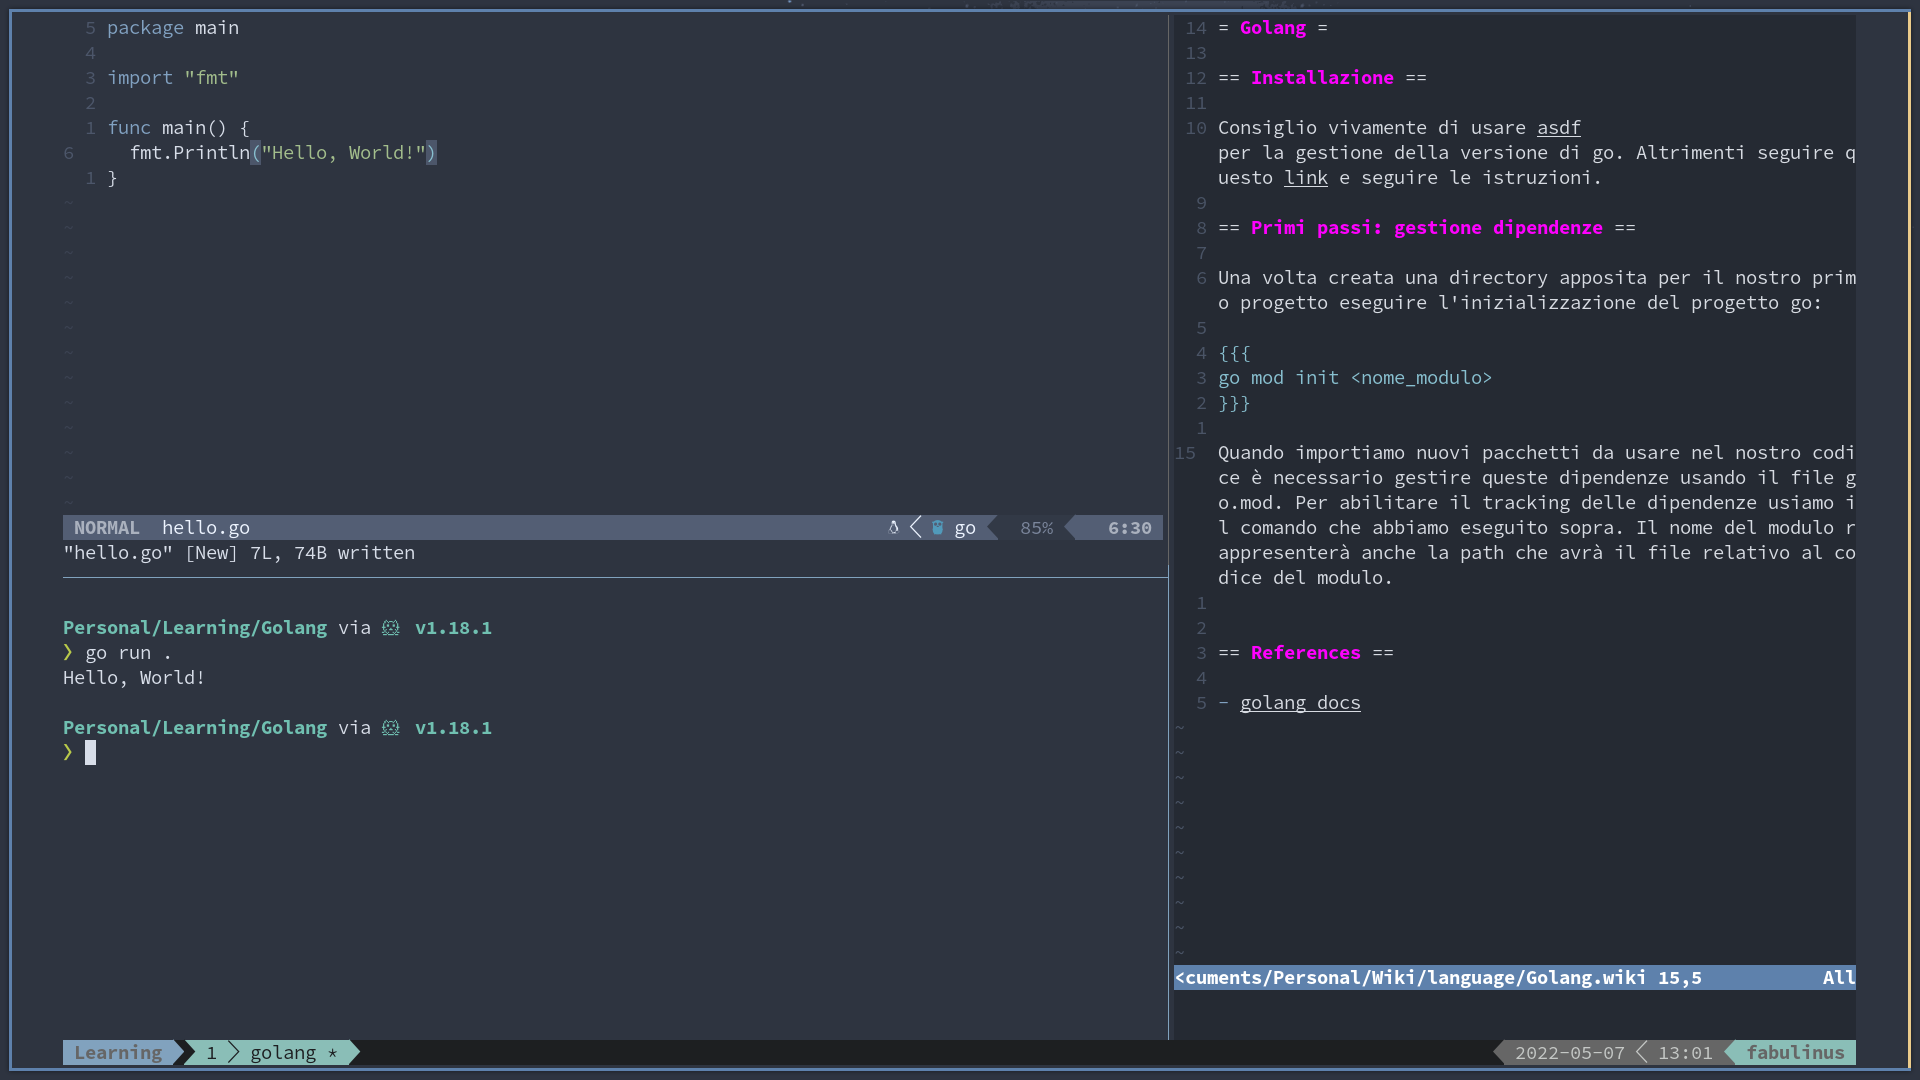 5 package main
4
3 import "fmt"
2
1 func main() {
6 fmt.Println("Hello, World!")
1 }
~
~
~
~
~
~
~
~
~
~
~
~
~
NORMAL hello.go go 85% 6:30
"hello.go" [New] 7L, 74B written
Personal/Learning/Golang via v1.18.1
❯ go run .
Hello, World!
Personal/Learning/Golang via v1.18.1
❯
14 = Golang =
13
12 == Installazione ==
11
10 Consiglio vivamente di usare asdf
per la gestione della versione di go. Altrimenti seguire q
uesto link e seguire le istruzioni.
9
8 == Primi passi: gestione dipendenze ==
7
6 Una volta creata una directory apposita per il nostro prim
o progetto eseguire l'inizializzazione del progetto go:
5
4 {{{
3 go mod init <nome_modulo>
2 }}}
1
15 Quando importiamo nuovi pacchetti da usare nel nostro codi
ce è necessario gestire queste dipendenze usando il file g
o.mod. Per abilitare il tracking delle dipendenze usiamo i
l comando che abbiamo eseguito sopra. Il nome del modulo r
appresenterà anche la path che avrà il file relativo al co
dice del modulo.
1
2
3 == References ==
4
5 - golang docs
~
~
~
~
~
~
~
~
~
~
<cuments/Personal/Wiki/language/Golang.wiki 15,5 All
Learning 1 golang * 2022-05-07 13:01 fabulinus